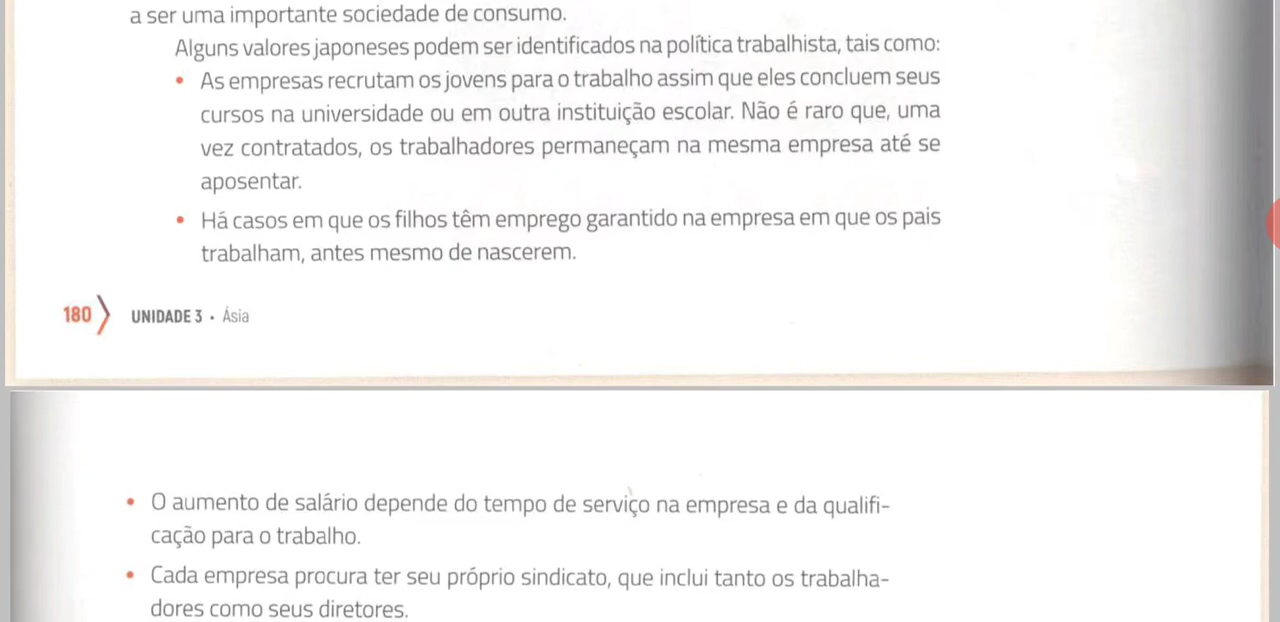 a ser uma importante sociedade de consumo.
Alguns valores japoneses podem ser identificados na política trabalhista, tais como:
• As empresas recrutam os jovens para o trabalho assim que eles concluem seus
cursos na universidade ou em outra instituição escolar. Não é raro que, uma
vez contratados, os trabalhadores permaneçam na mesma empresa até se
aposentar.
• Há casos em que os filhos têm emprego garantido na empresa em que os pais
trabalham, antes mesmo de nascerem.
180 UNIDADE 3 • Ásia
• O aumento de salário depende do tempo de serviço na empresa e da qualifi-
cação para o trabalho.
• Cada empresa procura ter seu próprio sindicato, que inclui tanto os trabalha-
dores como seus diretores.